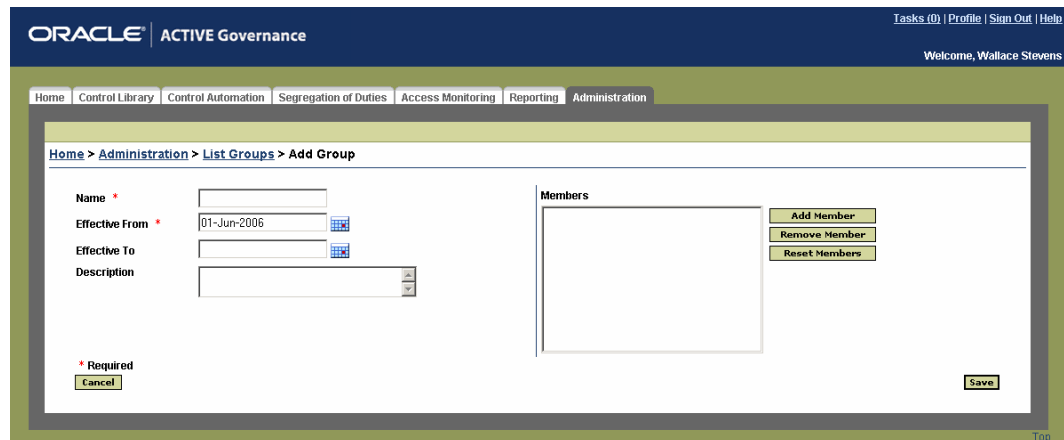 Tasks (0) | Profile | Sign Out | Help
ORACLE® | ACTIVE Governance
Welcome, Wallace Stevens
Home Control Library Control Automation Segregation of Duties Access Monitoring Reporting Administration
Home > Administration > List Groups > Add Group
Name *
Effective From * 01-Jun-2006
Effective To
Description
Members
Add Member
Remove Member
Reset Members
* Required
Cancel
Save
Top